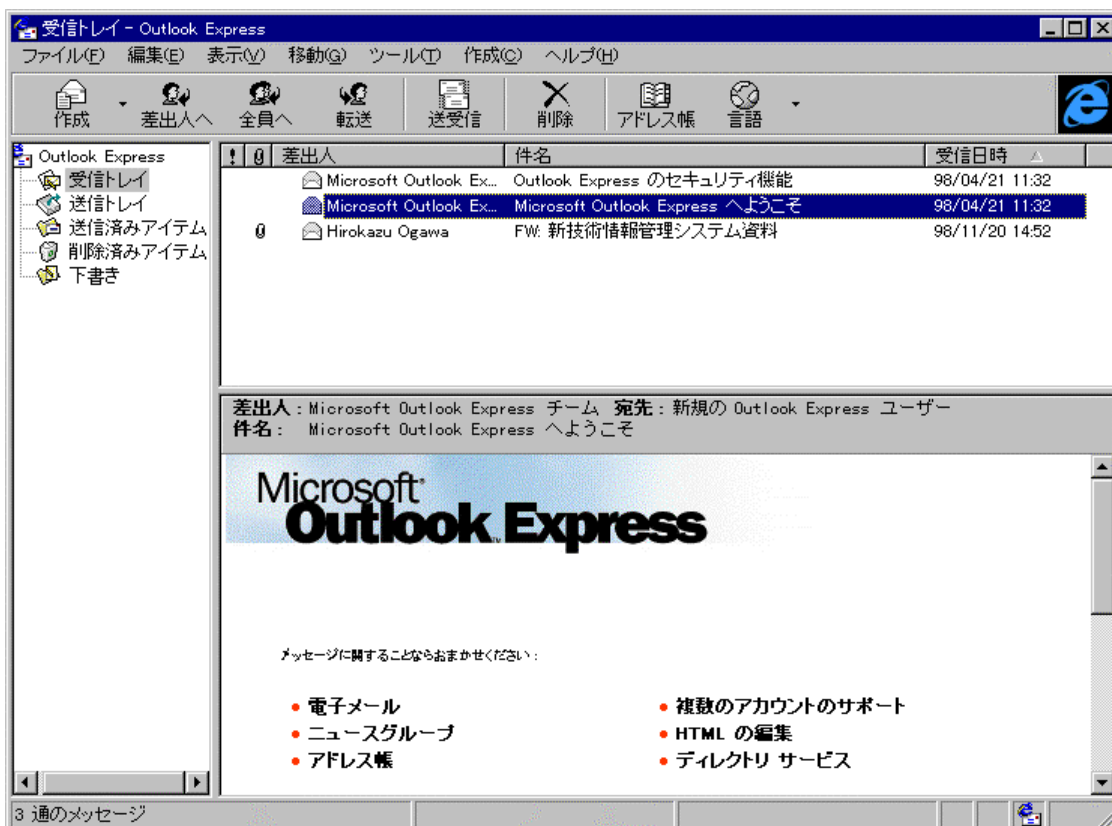 受信トレイ - Outlook Express
ファイル(F) 編集(E) 表示(V) 移動(G) ツール(T) 作成(C) ヘルプ(H)
作成 差出人へ 全員へ 転送 送受信 削除 アドレス帳 言語
Outlook Express
受信トレイ
送信トレイ
送信済みアイテム
削除済みアイテム
下書き
! 差出人 件名 受信日時
Microsoft Outlook Ex... Outlook Express のセキュリティ機能 98/04/21 11:32
Microsoft Outlook Ex... Microsoft Outlook Express へようこそ 98/04/21 11:32
Hirokazu Ogawa FW: 新技術情報管理システム資料 98/11/20 14:52
差出人: Microsoft Outlook Express チーム 宛先: 新規の Outlook Express ユーザー
件名: Microsoft Outlook Express へようこそ
Microsoft
Outlook Express
メッセージに関することならおまかせください:
• 電子メール • 複数のアカウントのサポート
• ニュースグループ • HTML の編集
• アドレス帳 • ディレクトリ サービス
3 通のメッセージ